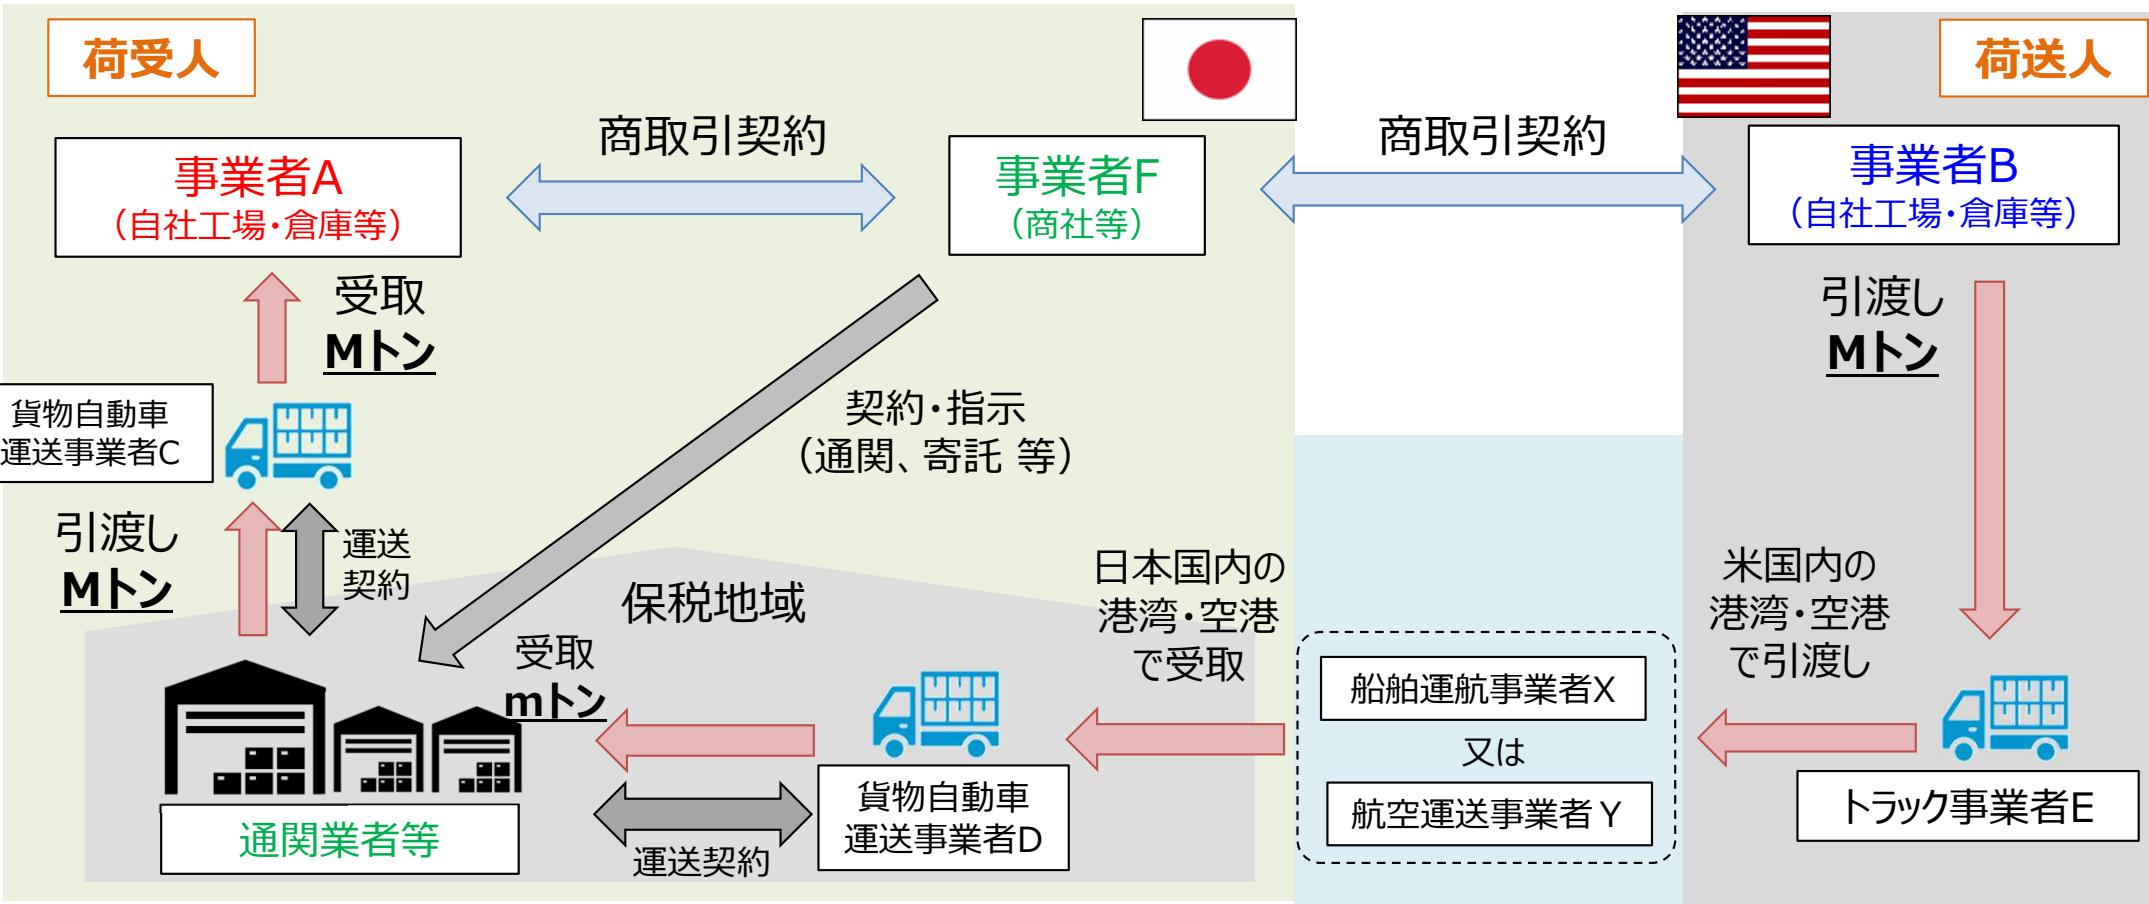 荷受人
荷送人
商取引契約
商取引契約
事業者A
（自社工場・倉庫等）
事業者F
（商社等）
事業者B
（自社工場・倉庫等）
受取
Mトン
引渡し
Mトン
貨物自動車
運送事業者C
契約・指示
（通関、寄託 等）
引渡し
Mトン
運送
契約
保税地域
日本国内の
港湾・空港
で受取
米国内の
港湾・空港
で引渡し
受取
mトン
船舶運航事業者X
又は
航空運送事業者Y
貨物自動車
運送事業者D
トラック事業者E
通関業者等
運送契約